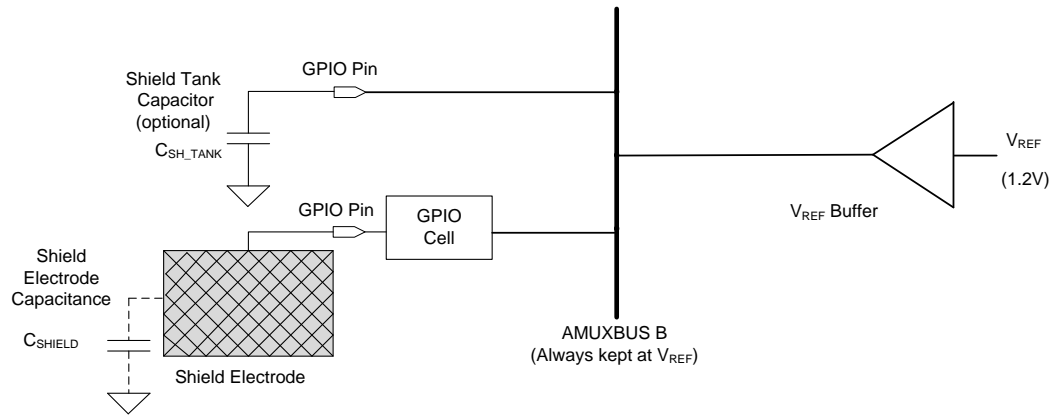 GPIO Pin
Shield Tank
Capacitor
(optional)
C_SH_TANK
V_REF
(1.2V)
V_REF Buffer
GPIO Pin
GPIO
Cell
Shield
Electrode
Capacitance
C_SHIELD
Shield Electrode
AMUXBUS B
(Always kept at V_REF)